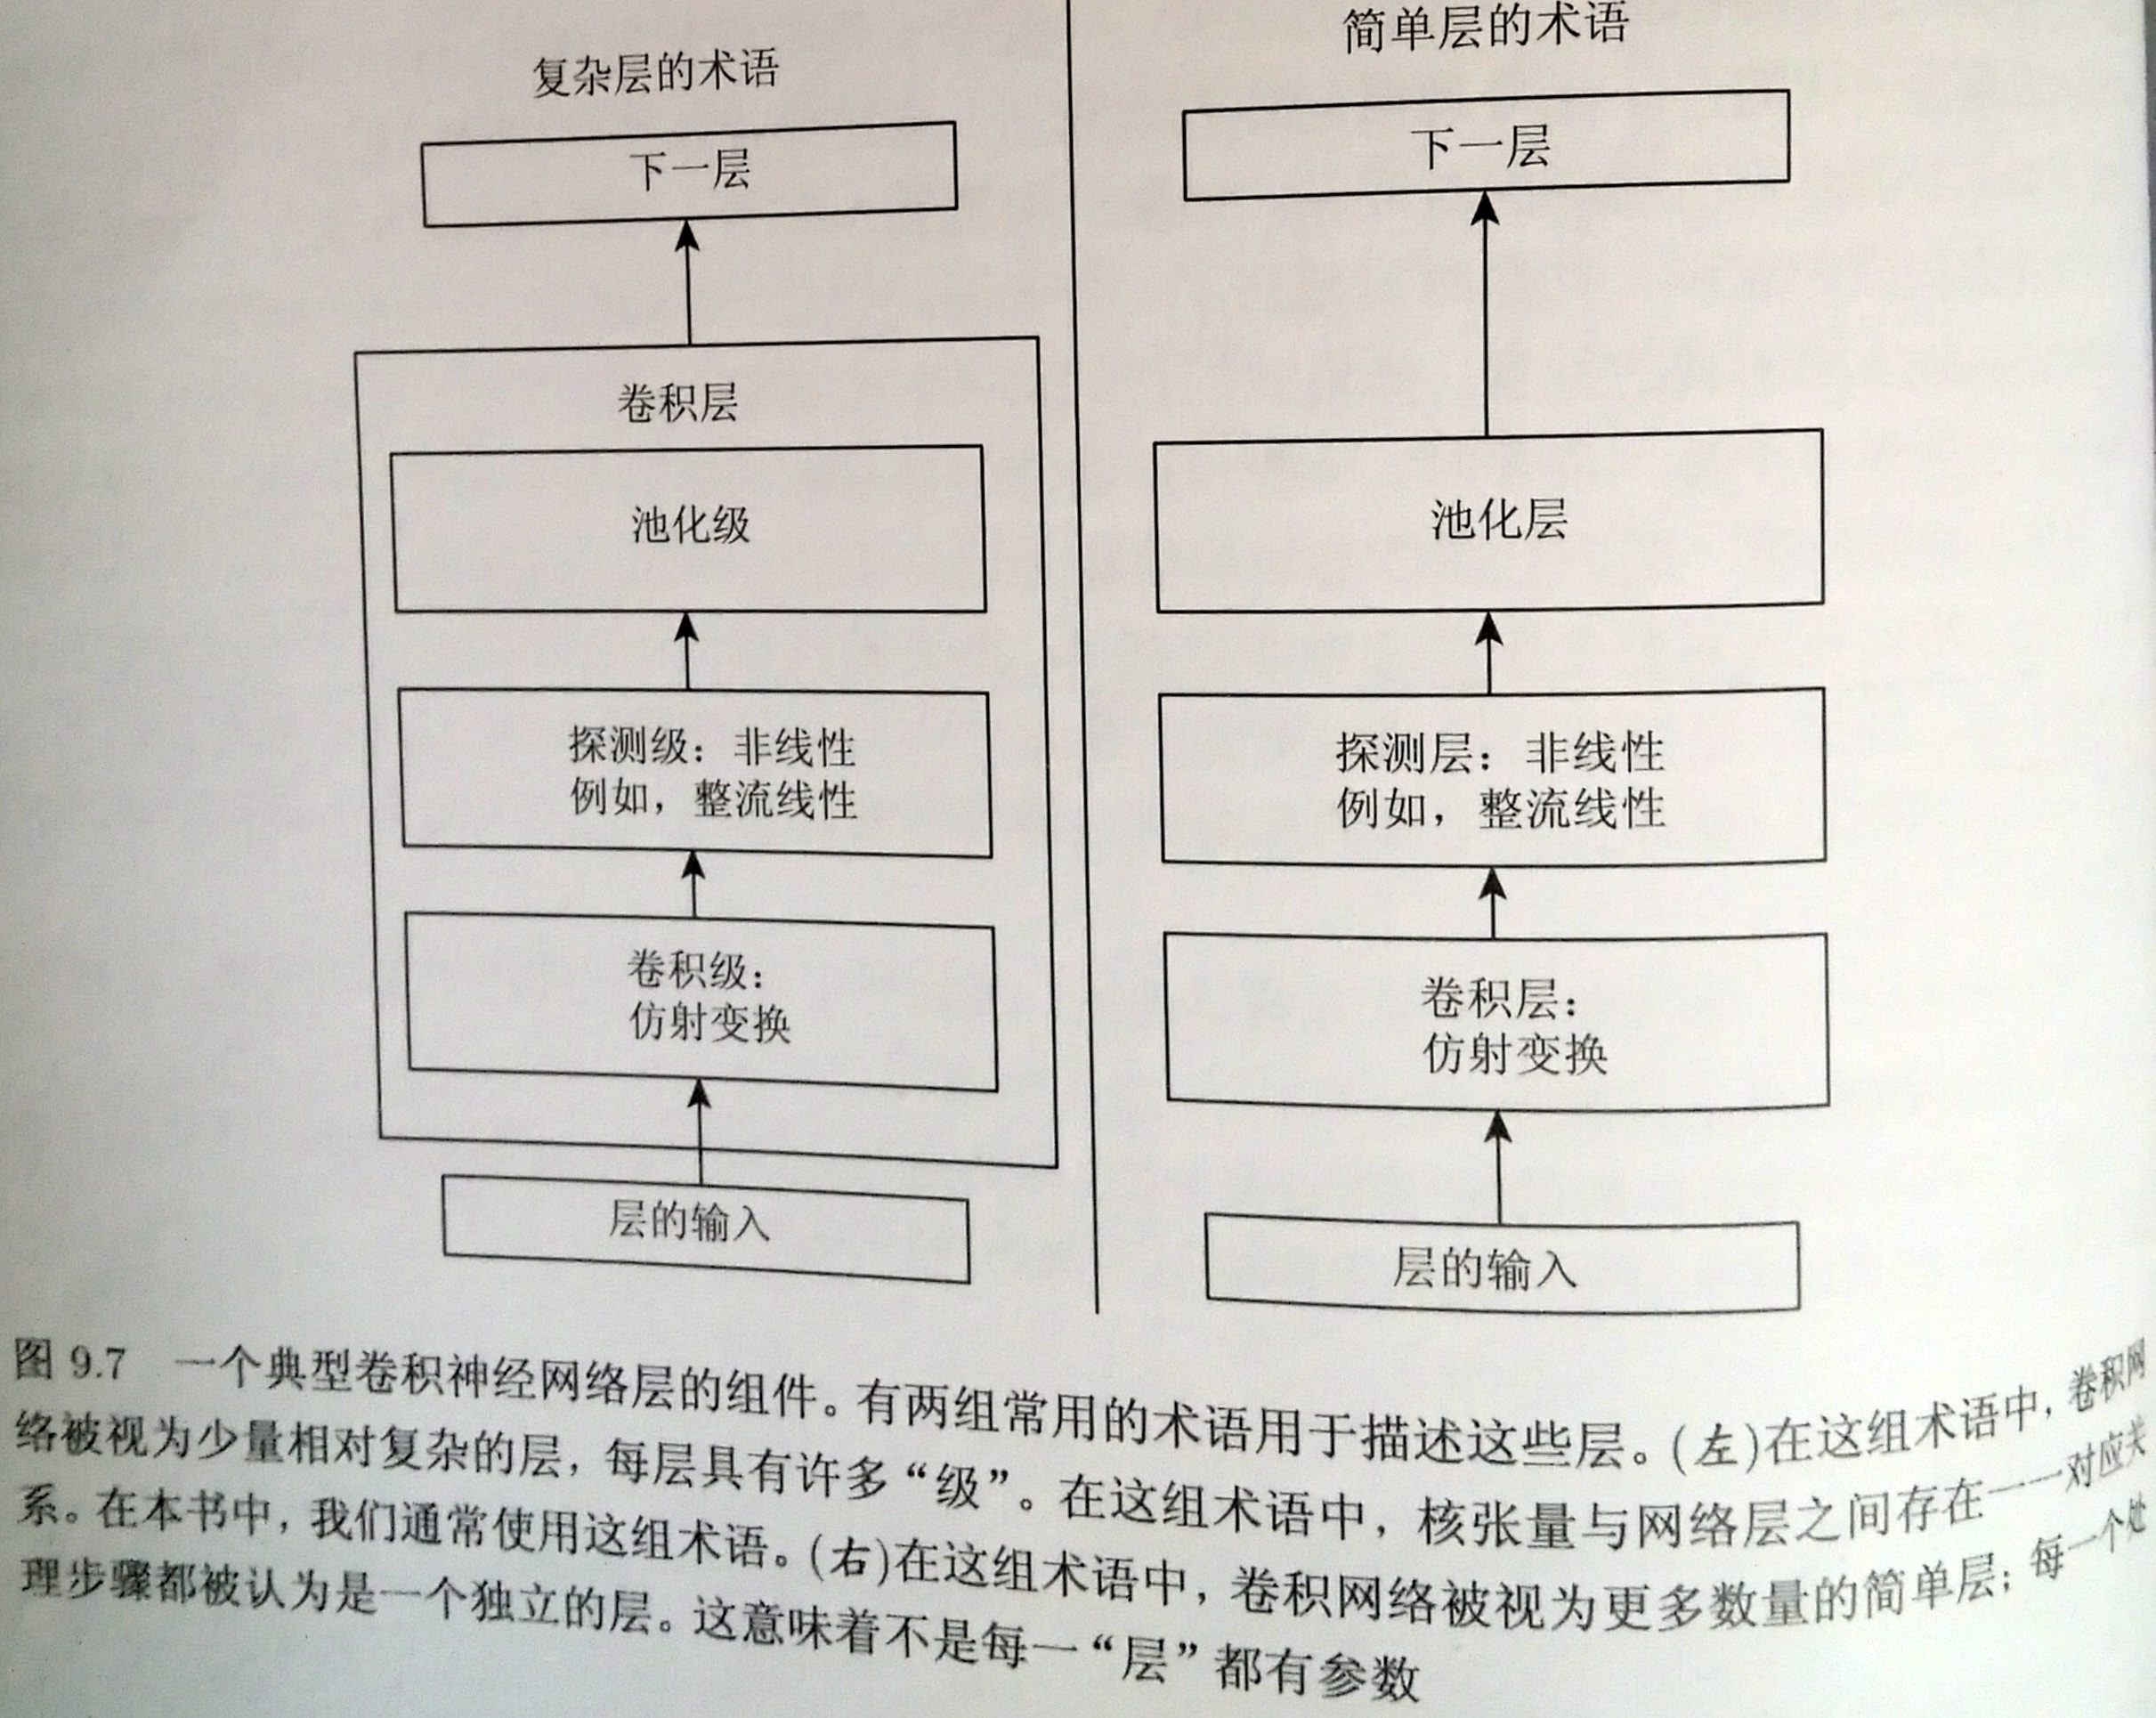 复杂层的术语
下一层
卷积层
池化级
探测级：非线性
例如，整流线性
卷积级：
仿射变换
层的输入
简单层的术语
下一层
池化层
探测层：非线性
例如，整流线性
卷积层：
仿射变换
层的输入
图 9.7 一个典型卷积神经网络层的组件。有两组常用的术语用于描述这些层。(左)在这组术语中，卷积网
络被视为少量相对复杂的层，每层具有许多“级”。在这组术语中，核张量与网络层之间存在一一对应关
系。在本书中，我们通常使用这组术语。(右)在这组术语中，卷积网络被视为更多数量的简单层；每一个处
理步骤都被认为是一个独立的层。这意味着不是每一“层”都有参数